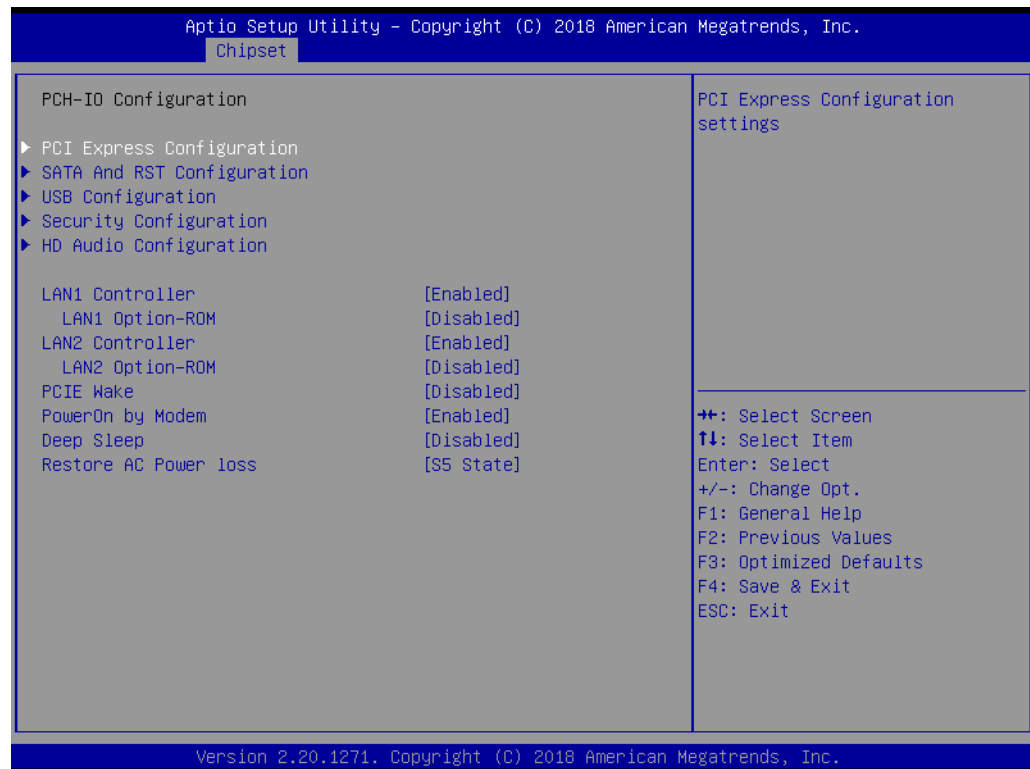 Aptio Setup Utility – Copyright (C) 2018 American Megatrends, Inc.
Chipset
PCH-IO Configuration
PCI Express Configuration
SATA And RST Configuration
USB Configuration
Security Configuration
HD Audio Configuration
LAN1 Controller [Enabled]
LAN1 Option-ROM [Disabled]
LAN2 Controller [Enabled]
LAN2 Option-ROM [Disabled]
PCIE Wake [Disabled]
PowerOn by Modem [Enabled]
Deep Sleep [Disabled]
Restore AC Power loss [S5 State]
PCI Express Configuration
settings
→←: Select Screen
↑↓: Select Item
Enter: Select
+/-: Change Opt.
F1: General Help
F2: Previous Values
F3: Optimized Defaults
F4: Save & Exit
ESC: Exit
Version 2.20.1271. Copyright (C) 2018 American Megatrends, Inc.